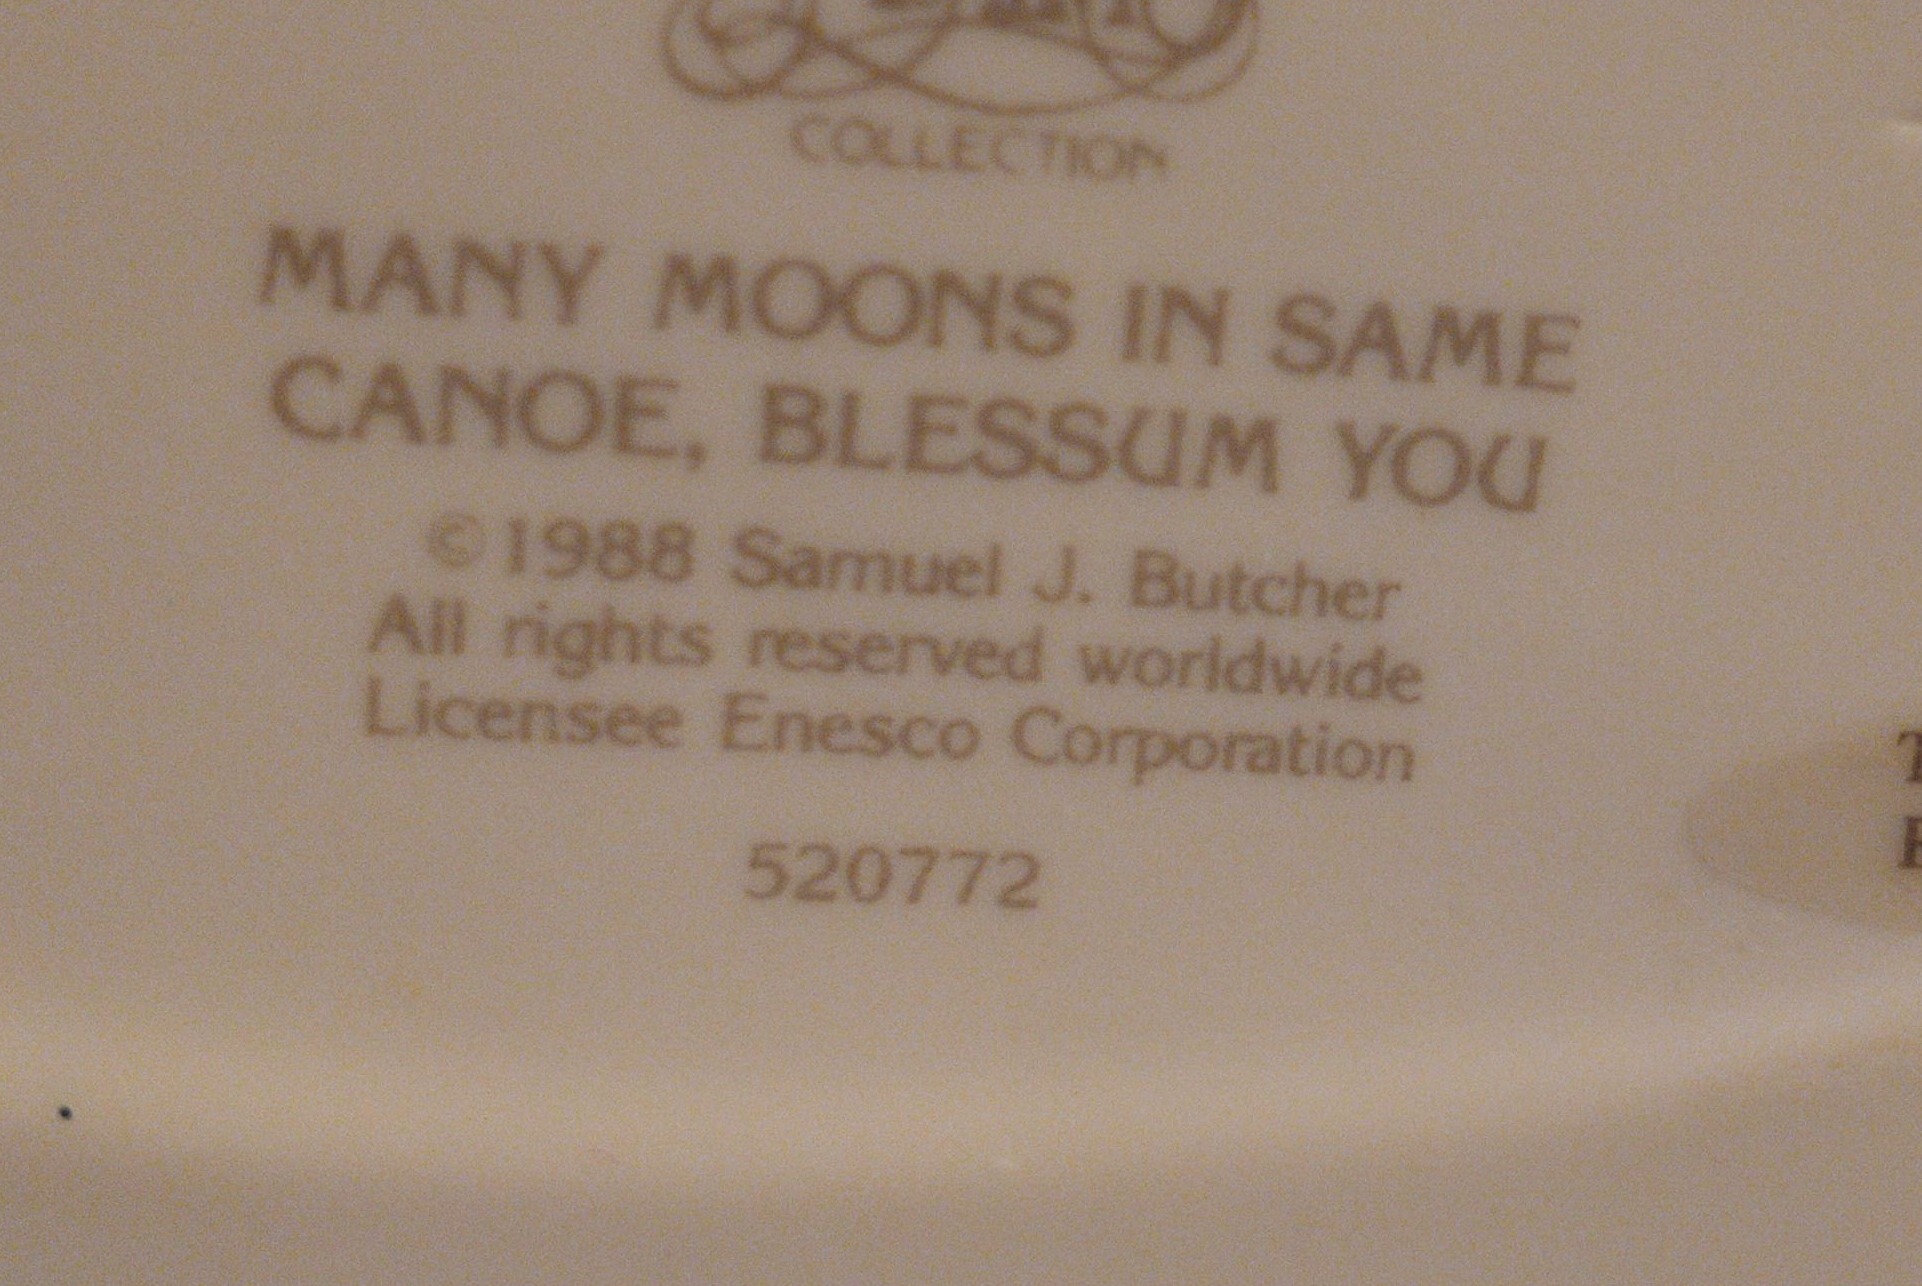 COLLECTION
MANY MOONS IN SAME
CANOE, BLESSUM YOU
©1988 Samuel J. Butcher
All rights reserved worldwide
Licensee Enesco Corporation
520772